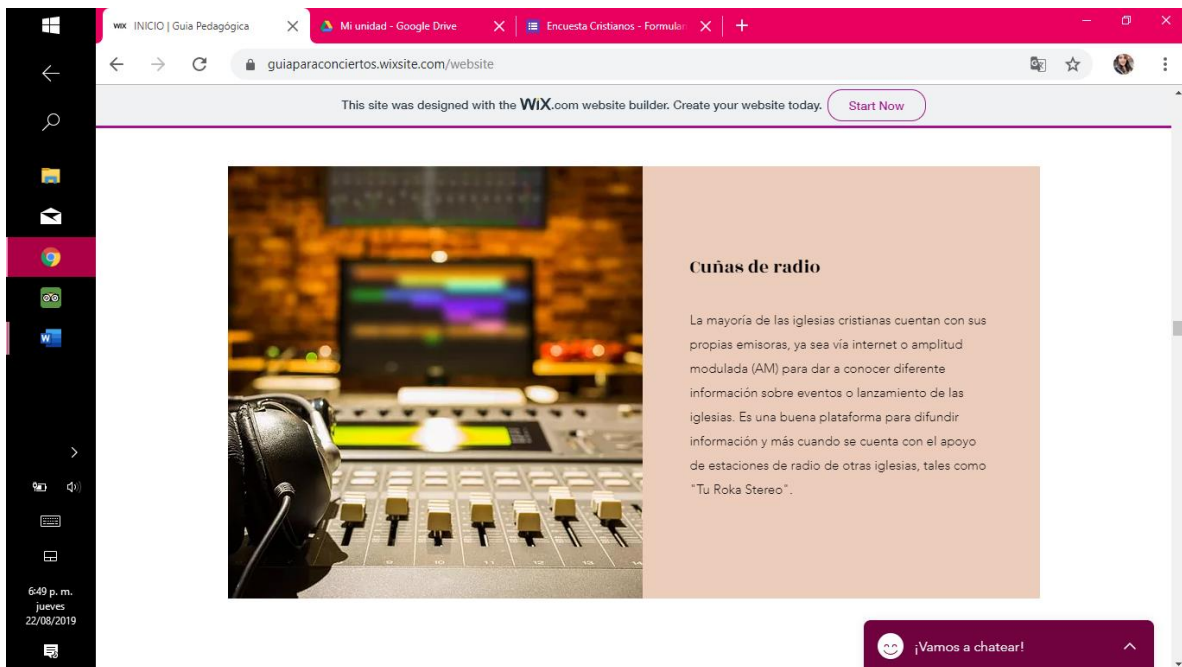 WiX INICIO | Guia Pedagógica
Mi unidad - Google Drive
Encuesta Cristianos - Formular
guiaparaconciertos.wixsite.com/website
This site was designed with the WiX.com website builder. Create your website today. Start Now
Cuñas de radio
La mayoría de las iglesias cristianas cuentan con sus
propias emisoras, ya sea vía internet o amplitud
modulada (AM) para dar a conocer diferente
información sobre eventos o lanzamiento de las
iglesias. Es una buena plataforma para difundir
información y más cuando se cuenta con el apoyo
de estaciones de radio de otras iglesias, tales como
"Tu Roka Stereo".
6:49 p. m.
jueves
22/08/2019
¡Vamos a chatear!